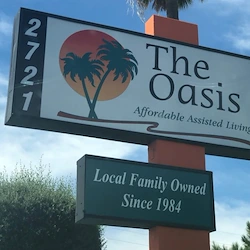 2721
The
Oasis
Affordable Assisted Living
Local Family Owned
Since 1984